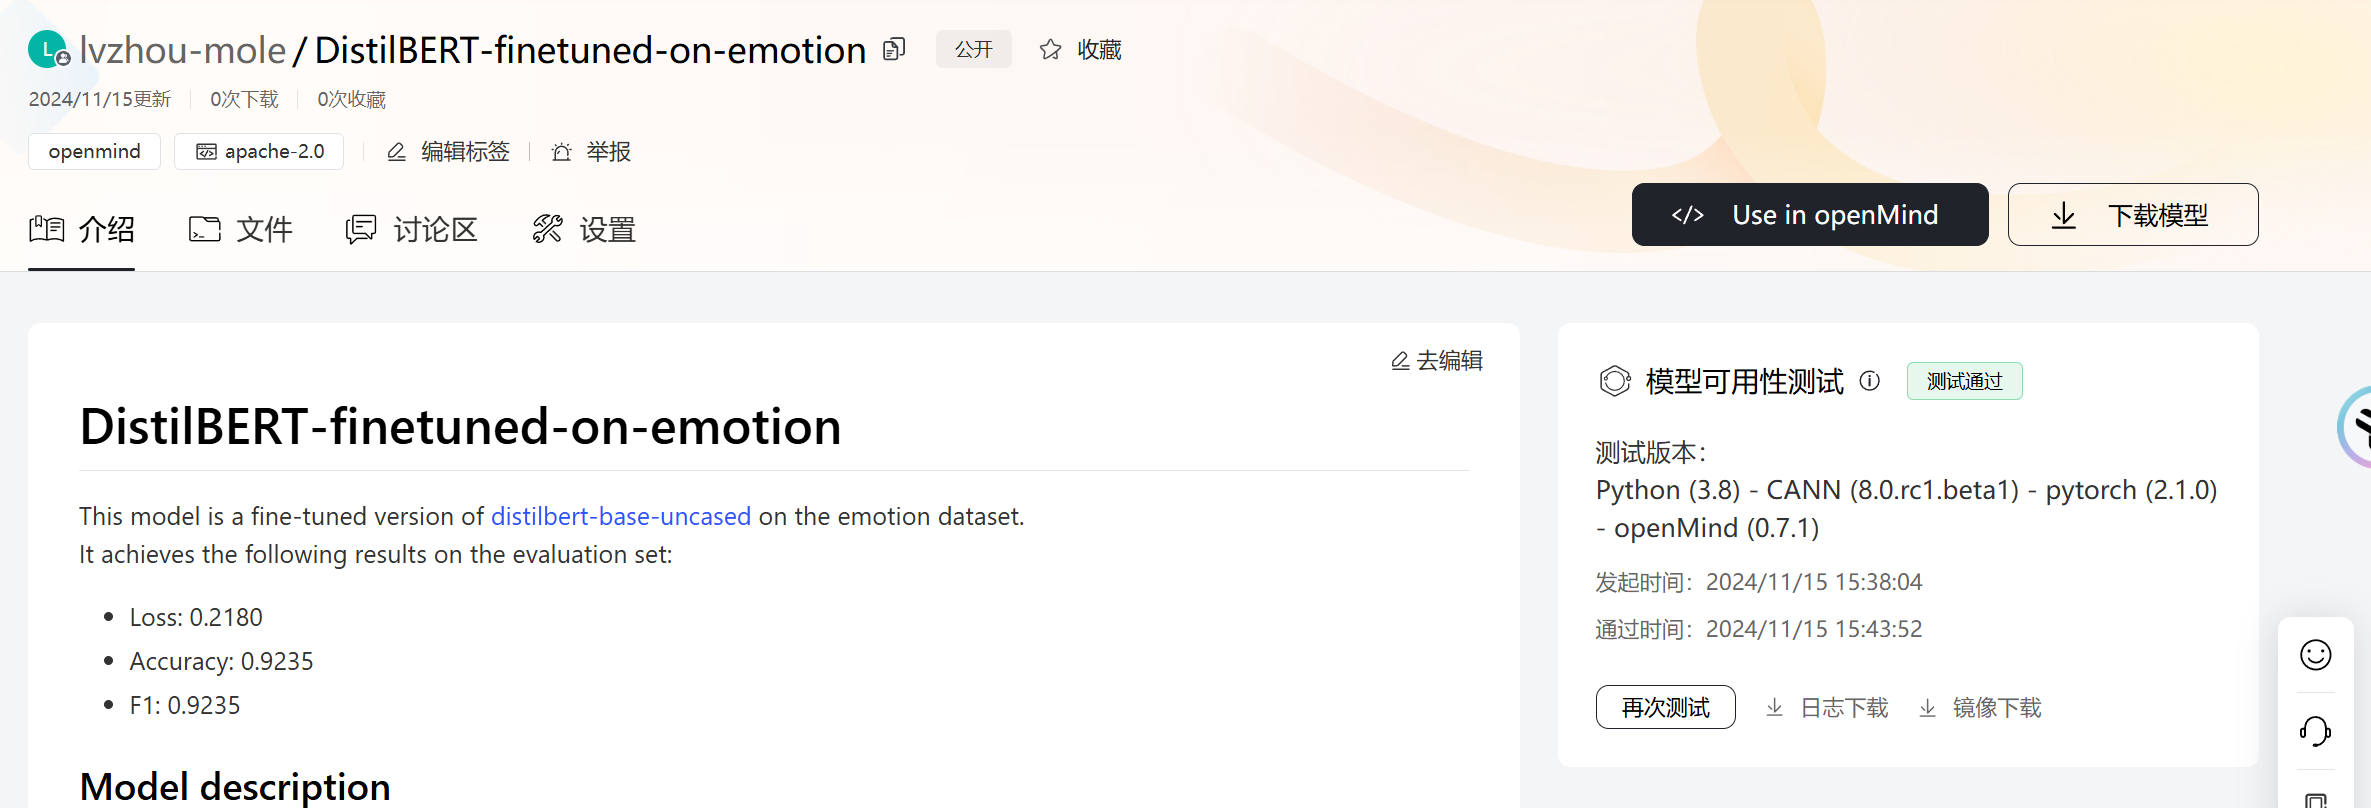 L lvzhou-mole / DistilBERT-finetuned-on-emotion 公开 收藏
2024/11/15更新 0次下载 0次收藏
openmind apache-2.0 编辑标签 举报
介绍 文件 讨论区 设置
Use in openMind 下载模型
去编辑
DistilBERT-finetuned-on-emotion
This model is a fine-tuned version of distilbert-base-uncased on the emotion dataset.
It achieves the following results on the evaluation set:
• Loss: 0.2180
• Accuracy: 0.9235
• F1: 0.9235
Model description
模型可用性测试 测试通过
测试版本：
Python (3.8) - CANN (8.0.rc1.beta1) - pytorch (2.1.0)
- openMind (0.7.1)
发起时间：2024/11/15 15:38:04
通过时间：2024/11/15 15:43:52
再次测试 日志下载 镜像下载